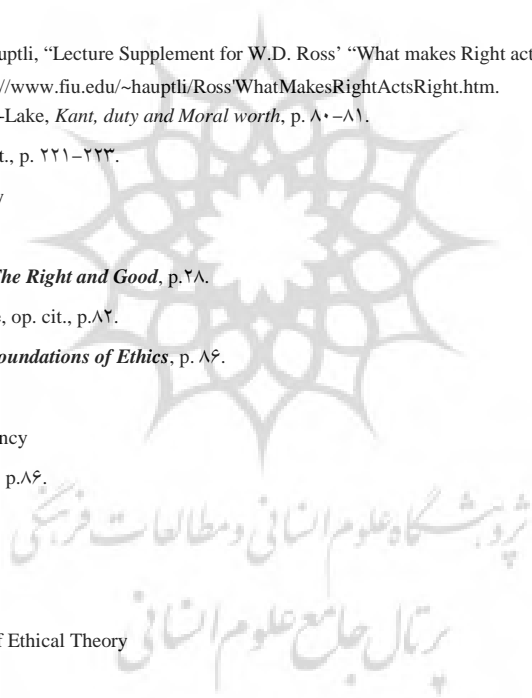 uptli, “Lecture Supplement for W.D. Ross’ “What makes Right act
//www.fiu.edu/~hauptli/Ross'WhatMakesRightActsRight.htm.
-Lake, Kant, duty and Moral worth, p. ۸۰–۸۱.
t., p. ۲۲۱–۲۲۳.
y
The Right and Good, p.۲۸.
e, op. cit., p.۸۲.
oundations of Ethics, p. ۸۶.
ncy
p.۸۶.
پژوهشگاه علوم انسانی و مطالعات فرهنگی
f Ethical Theory
پرتال جامع علوم انسانی